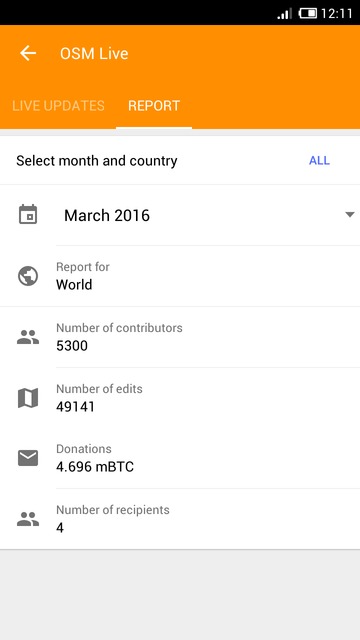 12:11
OSM Live
LIVE UPDATES REPORT
Select month and country ALL
March 2016
Report for
World
Number of contributors
5300
Number of edits
49141
Donations
4.696 mBTC
Number of recipients
4